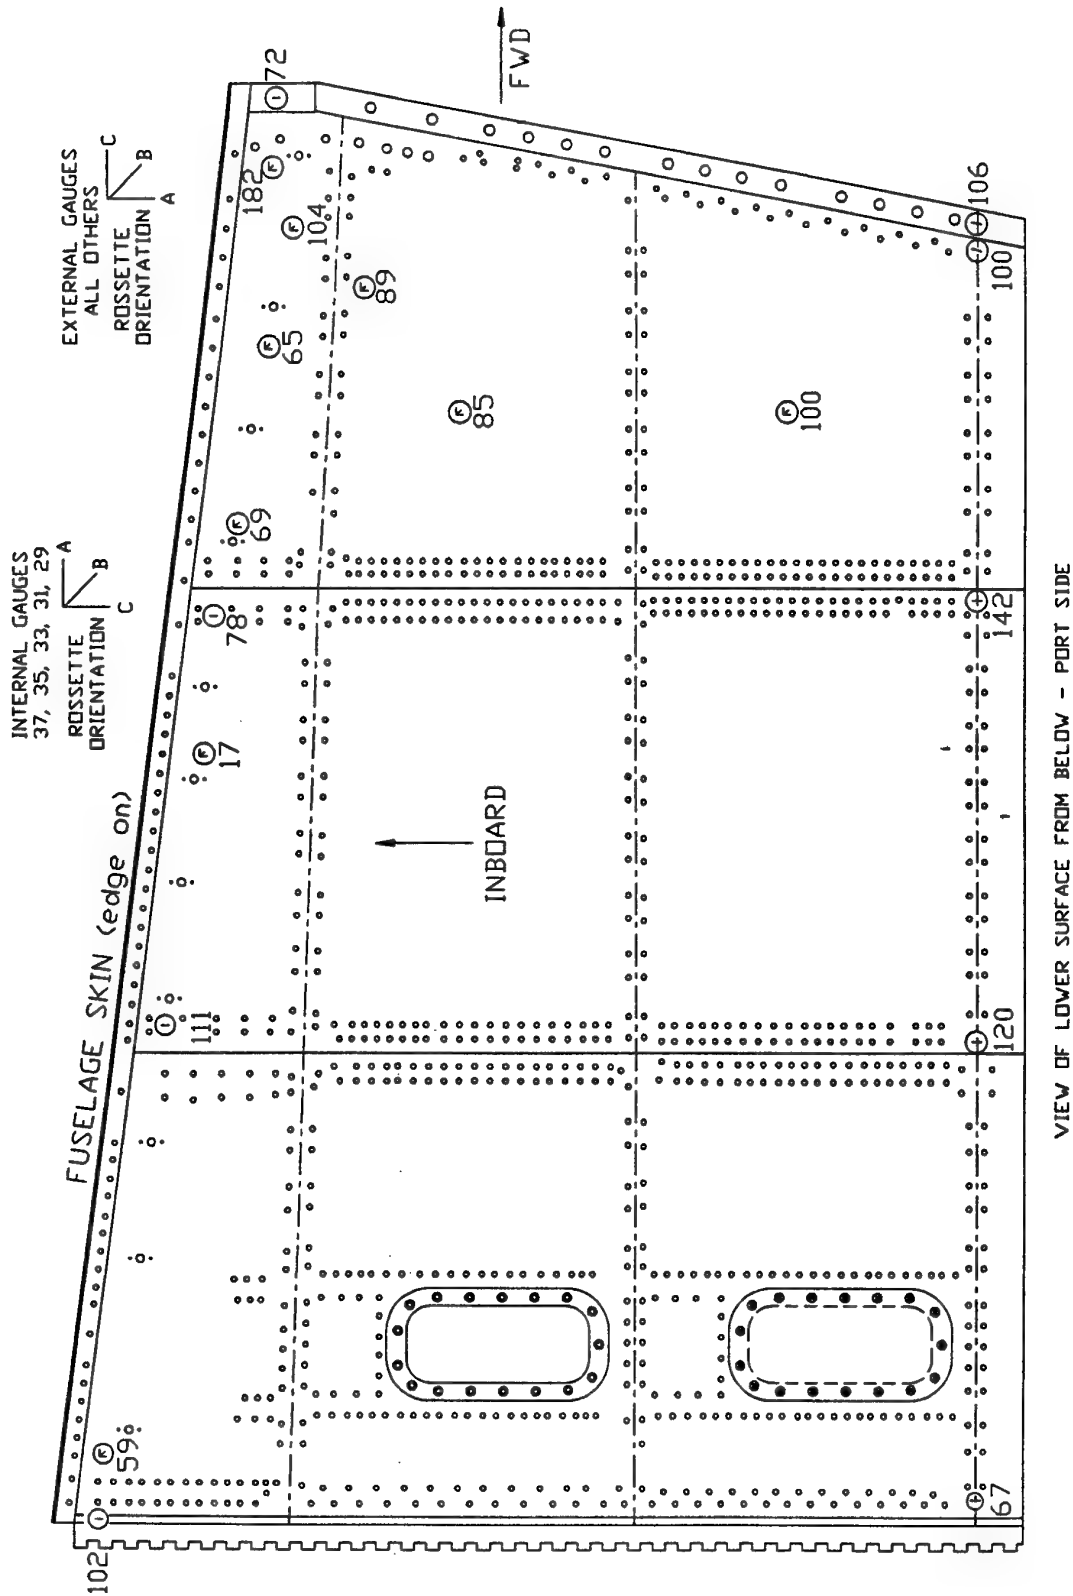 FWD
72
EXTERNAL GAUGES
ALL OTHERS
ROSSETTE
ORIENTATION
C
B
A
182
104
89
65
106
100
85
100
INTERNAL GAUGES
37, 35, 33, 31, 29
ROSSETTE
ORIENTATION
A
B
C
69
78
142
17
INBOARD
FUSELAGE SKIN (edge on)
111
120
59
67
102
VIEW OF LOWER SURFACE FROM BELOW - PORT SIDE